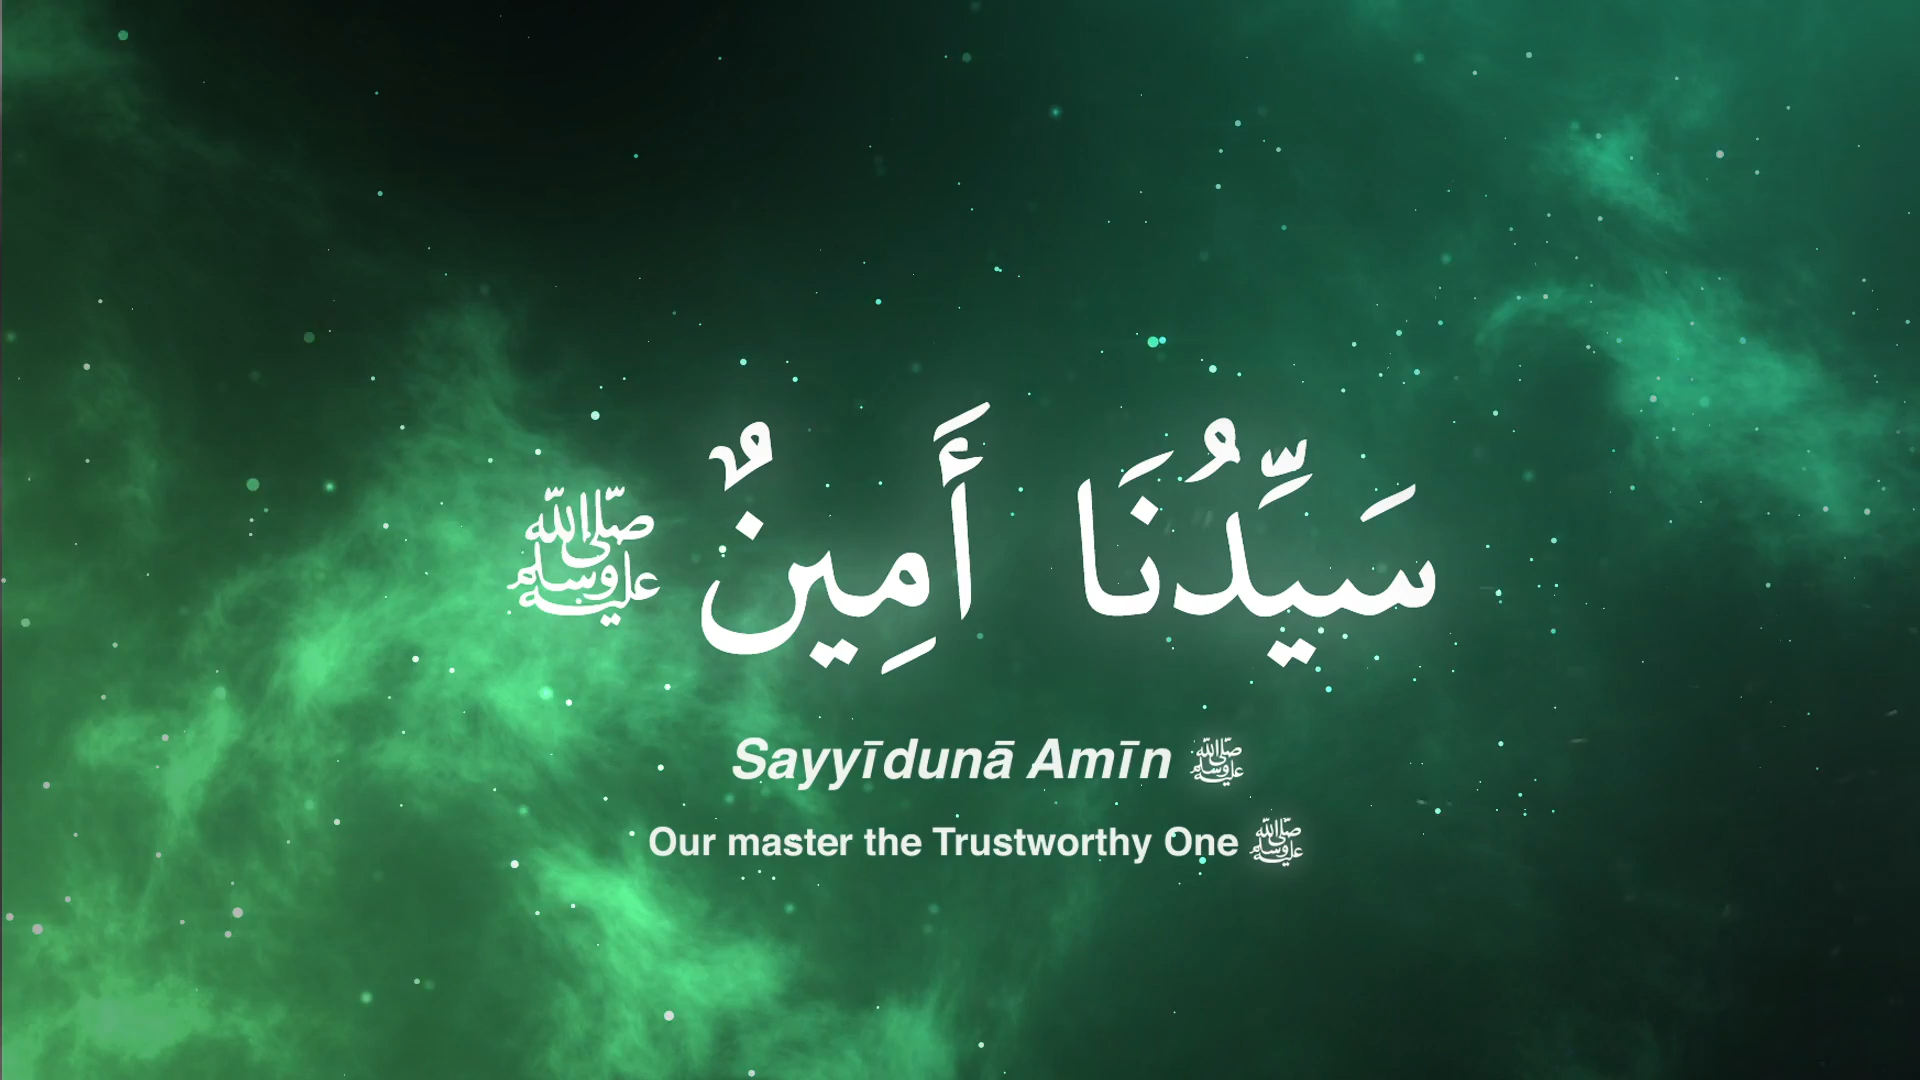 سَيِّدُنَا أَمِينٌ ﷺ
Sayyīdunā Amīn ﷺ
Our master the Trustworthy One ﷺ